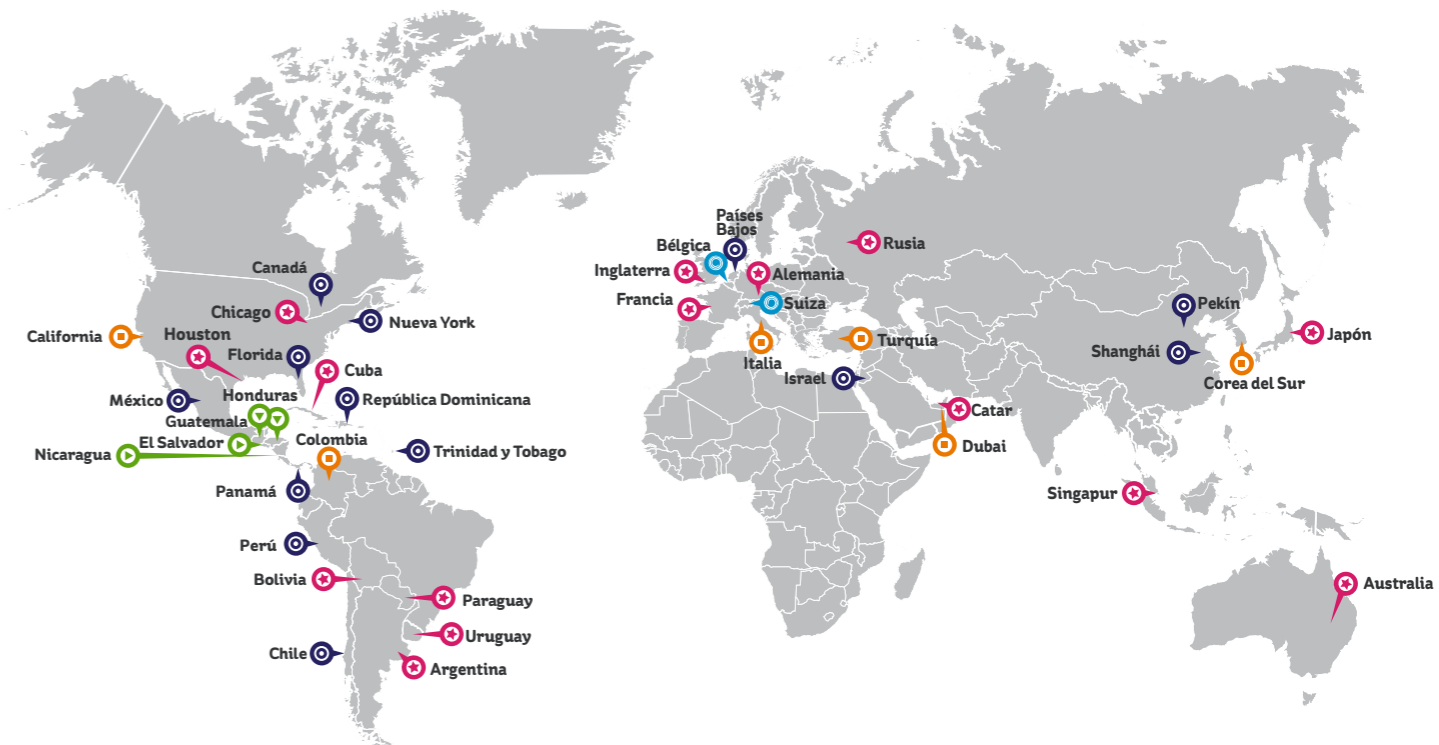 Países
Bajos
Bélgica
Rusia
Inglaterra
Alemania
Canadá
Francia
Suiza
Pekín
Chicago
Nueva York
California
Houston
Turquía
Japón
Florida
Shanghái
Italia
Cuba
Israel
Corea del Sur
México
Honduras
República Dominicana
Catar
Guatemala
El Salvador
Colombia
Dubai
Nicaragua
Trinidad y Tobago
Panamá
Singapur
Perú
Bolivia
Australia
Paraguay
Uruguay
Chile
Argentina